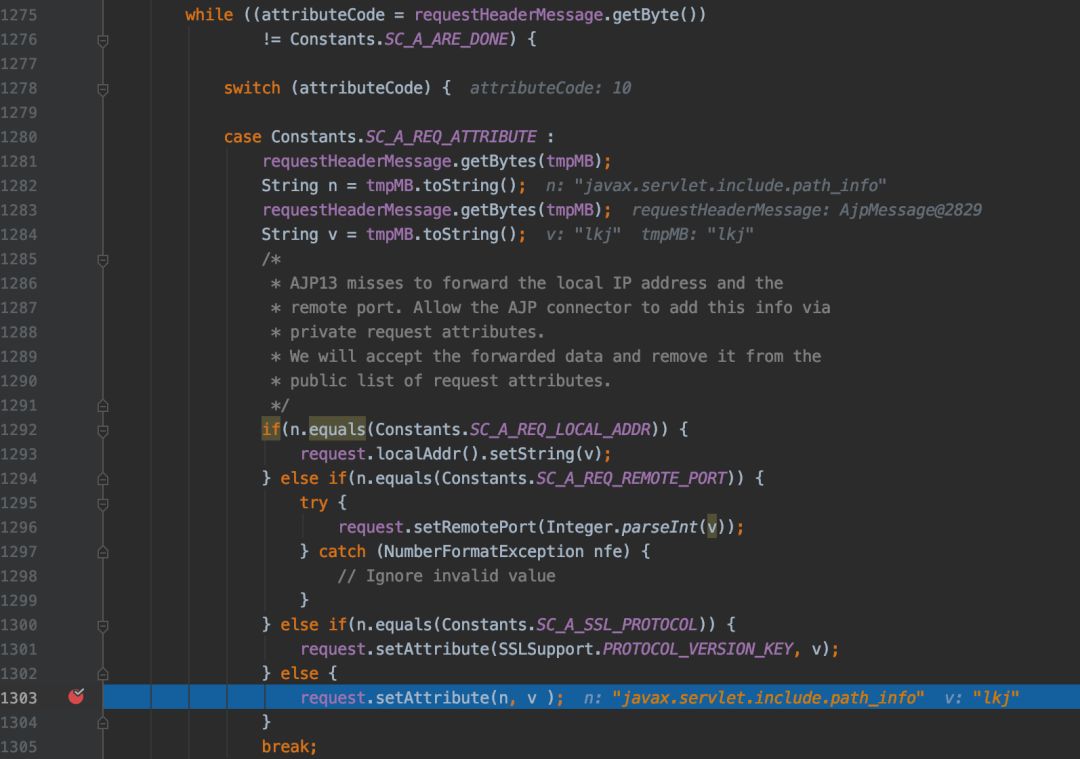 1275 while ((attributeCode = requestHeaderMessage.getByte())
1276 != Constants.SC_A_ARE_DONE) {
1277
1278 switch (attributeCode) { attributeCode: 10
1279
1280 case Constants.SC_A_REQ_ATTRIBUTE :
1281 requestHeaderMessage.getBytes(tmpMB);
1282 String n = tmpMB.toString(); n: "javax.servlet.include.path_info"
1283 requestHeaderMessage.getBytes(tmpMB); requestHeaderMessage: AjpMessage@2829
1284 String v = tmpMB.toString(); v: "lkj" tmpMB: "lkj"
1285 /*
1286 * AJP13 misses to forward the local IP address and the
1287 * remote port. Allow the AJP connector to add this info via
1288 * private request attributes.
1289 * We will accept the forwarded data and remove it from the
1290 * public list of request attributes.
1291 */
1292 if(n.equals(Constants.SC_A_REQ_LOCAL_ADDR)) {
1293 request.localAddr().setString(v);
1294 } else if(n.equals(Constants.SC_A_REQ_REMOTE_PORT)) {
1295 try {
1296 request.setRemotePort(Integer.parseInt(v));
1297 } catch (NumberFormatException nfe) {
1298 // Ignore invalid value
1299 }
1300 } else if(n.equals(Constants.SC_A_SSL_PROTOCOL)) {
1301 request.setAttribute(SSLSupport.PROTOCOL_VERSION_KEY, v);
1302 } else {
1303 request.setAttribute(n, v ); n: "javax.servlet.include.path_info" v: "lkj"
1304 }
1305 break;